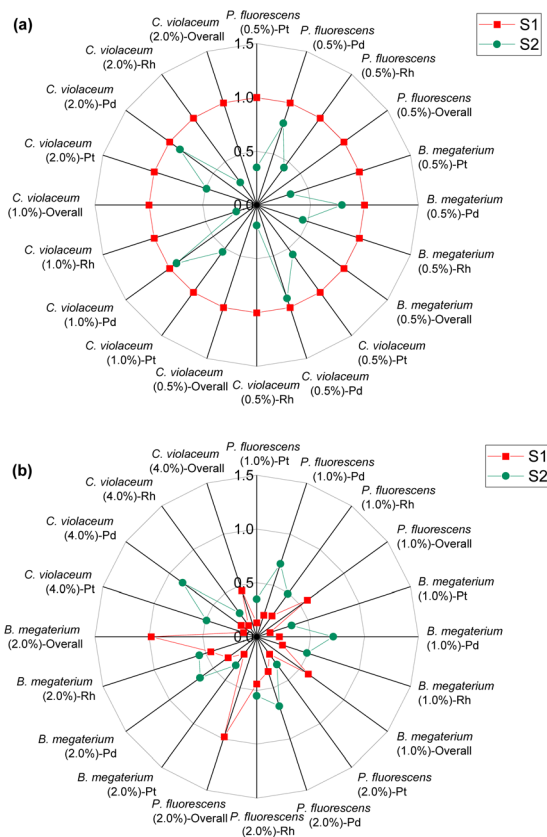 (a)
S1
S2
P. fluorescens
(0.5%)-Pt
P. fluorescens
(0.5%)-Pd
P. fluorescens
(0.5%)-Rh
P. fluorescens
(0.5%)-Overall
B. megaterium
(0.5%)-Pt
B. megaterium
(0.5%)-Pd
B. megaterium
(0.5%)-Rh
B. megaterium
(0.5%)-Overall
C. violaceum
(0.5%)-Pt
C. violaceum
(0.5%)-Pd
C. violaceum
(0.5%)-Rh
C. violaceum
(0.5%)-Overall
C. violaceum
(1.0%)-Pt
C. violaceum
(1.0%)-Pd
C. violaceum
(1.0%)-Rh
C. violaceum
(1.0%)-Overall
C. violaceum
(2.0%)-Pt
C. violaceum
(2.0%)-Pd
C. violaceum
(2.0%)-Rh
C. violaceum
(2.0%)-Overall
1.5
1.0
0.5
0.0
(b)
S1
S2
P. fluorescens
(1.0%)-Pt
P. fluorescens
(1.0%)-Pd
P. fluorescens
(1.0%)-Rh
P. fluorescens
(1.0%)-Overall
B. megaterium
(1.0%)-Pt
B. megaterium
(1.0%)-Pd
B. megaterium
(1.0%)-Rh
B. megaterium
(1.0%)-Overall
P. fluorescens
(2.0%)-Pt
P. fluorescens
(2.0%)-Pd
P. fluorescens
(2.0%)-Rh
P. fluorescens
(2.0%)-Overall
B. megaterium
(2.0%)-Pt
B. megaterium
(2.0%)-Pd
B. megaterium
(2.0%)-Rh
B. megaterium
(2.0%)-Overall
C. violaceum
(4.0%)-Pt
C. violaceum
(4.0%)-Pd
C. violaceum
(4.0%)-Rh
C. violaceum
(4.0%)-Overall
1.5
1.0
0.5
0.0